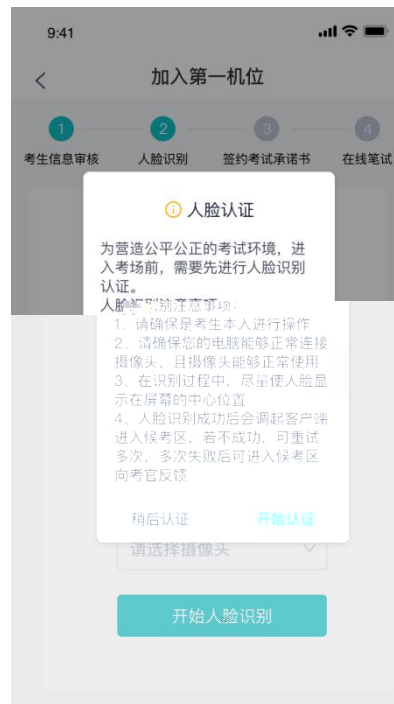 9:41
加入第一机位
1 2 3 4
考生信息审核 人脸识别 签约考试承诺书 在线笔试
人脸认证
为营造公平公正的考试环境，进
入考场前，需要先进行人脸识别
认证。
人脸识别注意事项：
1、请确保是考生本人进行操作
2、请确保您的电脑能够正常连接
摄像头，且摄像头能够正常使用
3、在识别过程中，尽量使人脸显
示在屏幕的中心位置
4、人脸识别成功后会调起客户端
进入候考区，若不成功，可重试
多次，多次失败后可进入候考区
向考官反馈
稍后认证 开始认证
请选择摄像头
开始人脸识别